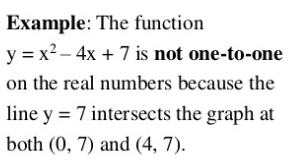 Example: The function
y = x² – 4x + 7 is not one-to-one
on the real numbers because the
line y = 7 intersects the graph at
both (0, 7) and (4, 7).